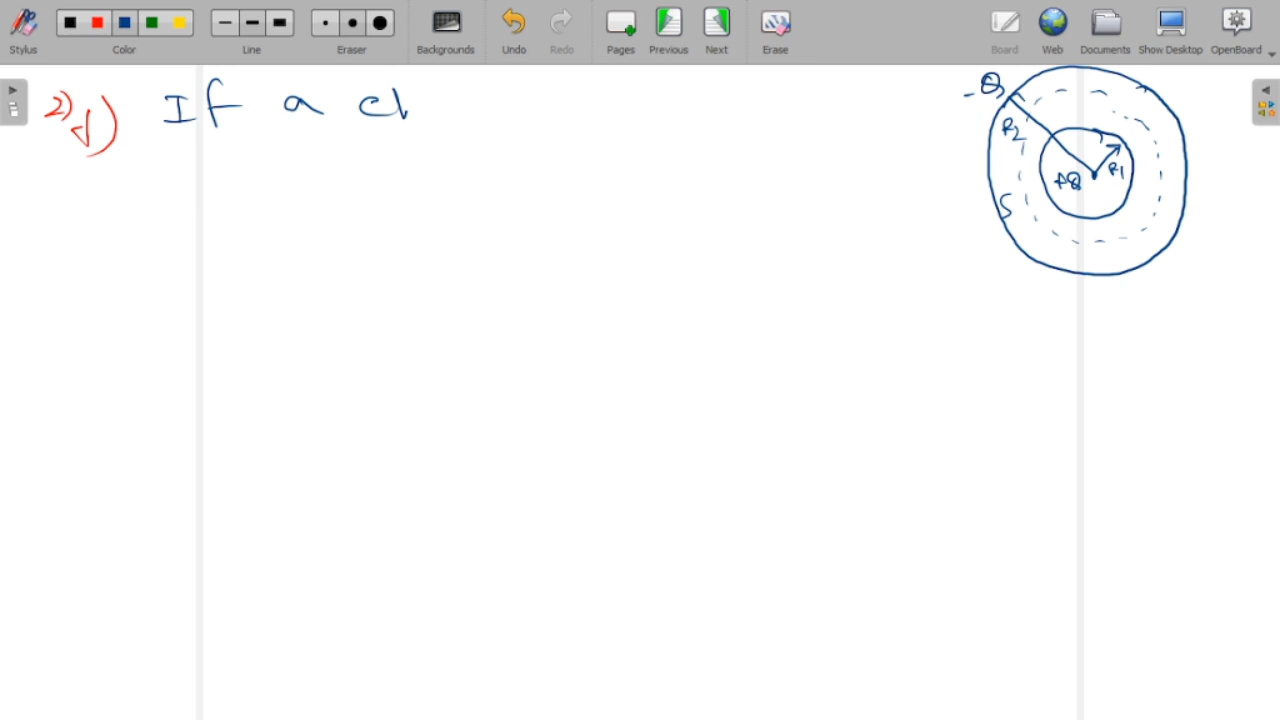 Stylus
Color
Line
Eraser
Backgrounds
Undo
Redo
Pages
Previous
Next
Erase
Board
Web
Documents
Show Desktop
OpenBoard
2)
If a cl
-Q
R2
R1
+Q
S